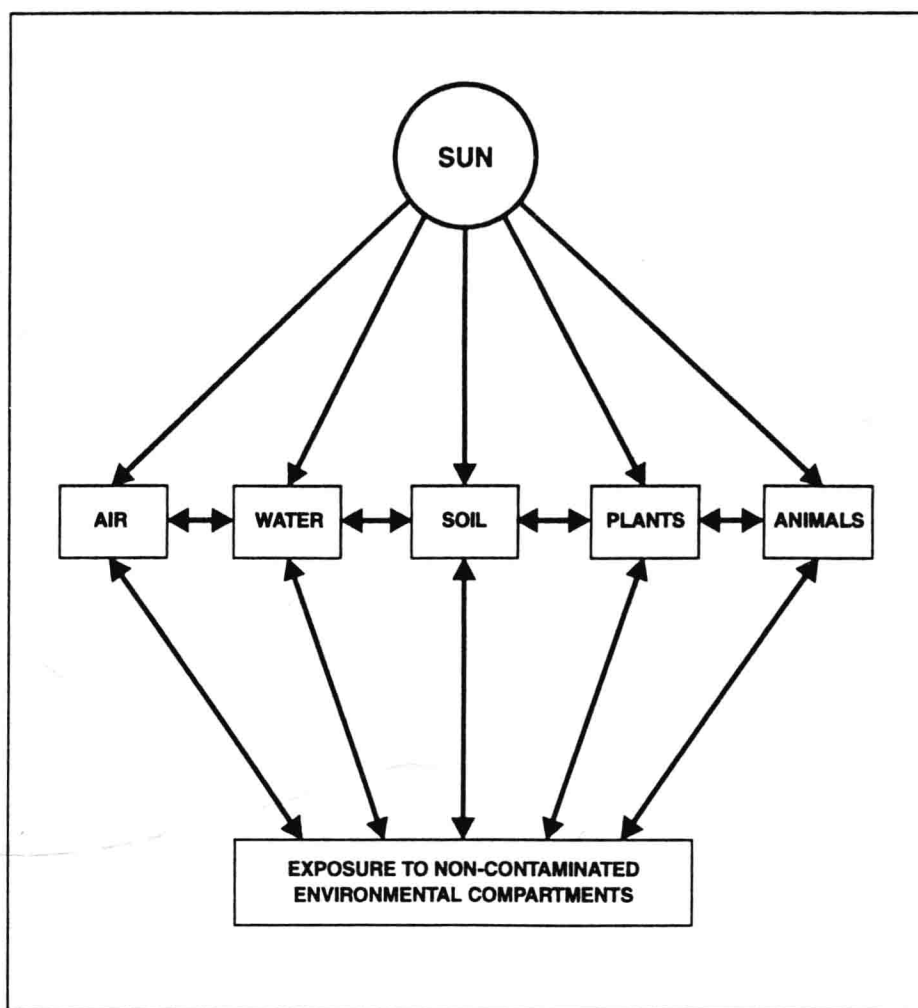 SUN
AIR
WATER
SOIL
PLANTS
ANIMALS
EXPOSURE TO NON-CONTAMINATED
ENVIRONMENTAL COMPARTMENTS